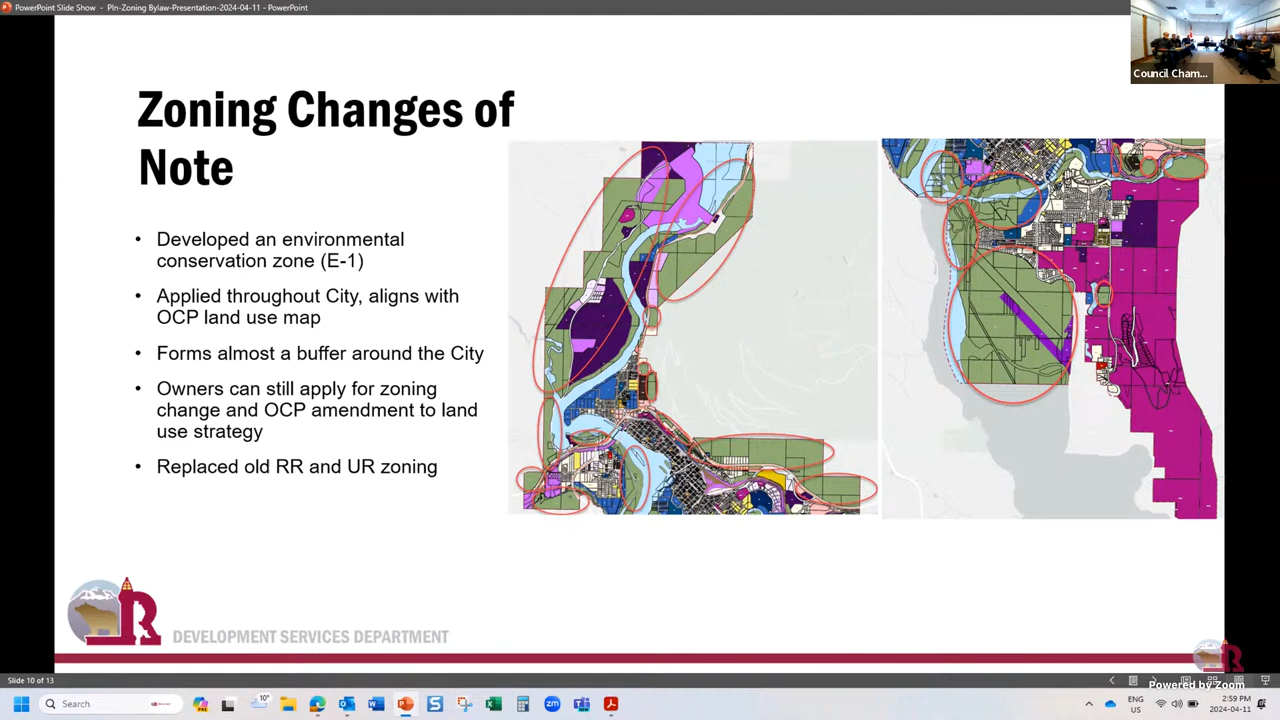 PowerPoint Slide Show - Pln-Zoning Bylaw-Presentation-2024-04-11 - PowerPoint
Council Cham...
Zoning Changes of
Note
• Developed an environmental
conservation zone (E-1)
• Applied throughout City, aligns with
OCP land use map
• Forms almost a buffer around the City
• Owners can still apply for zoning
change and OCP amendment to land
use strategy
• Replaced old RR and UR zoning
R
DEVELOPMENT SERVICES DEPARTMENT
Slide 10 of 13
Powered by Zoom
Search
10°
ENG
US
2:59 PM
2024-04-11